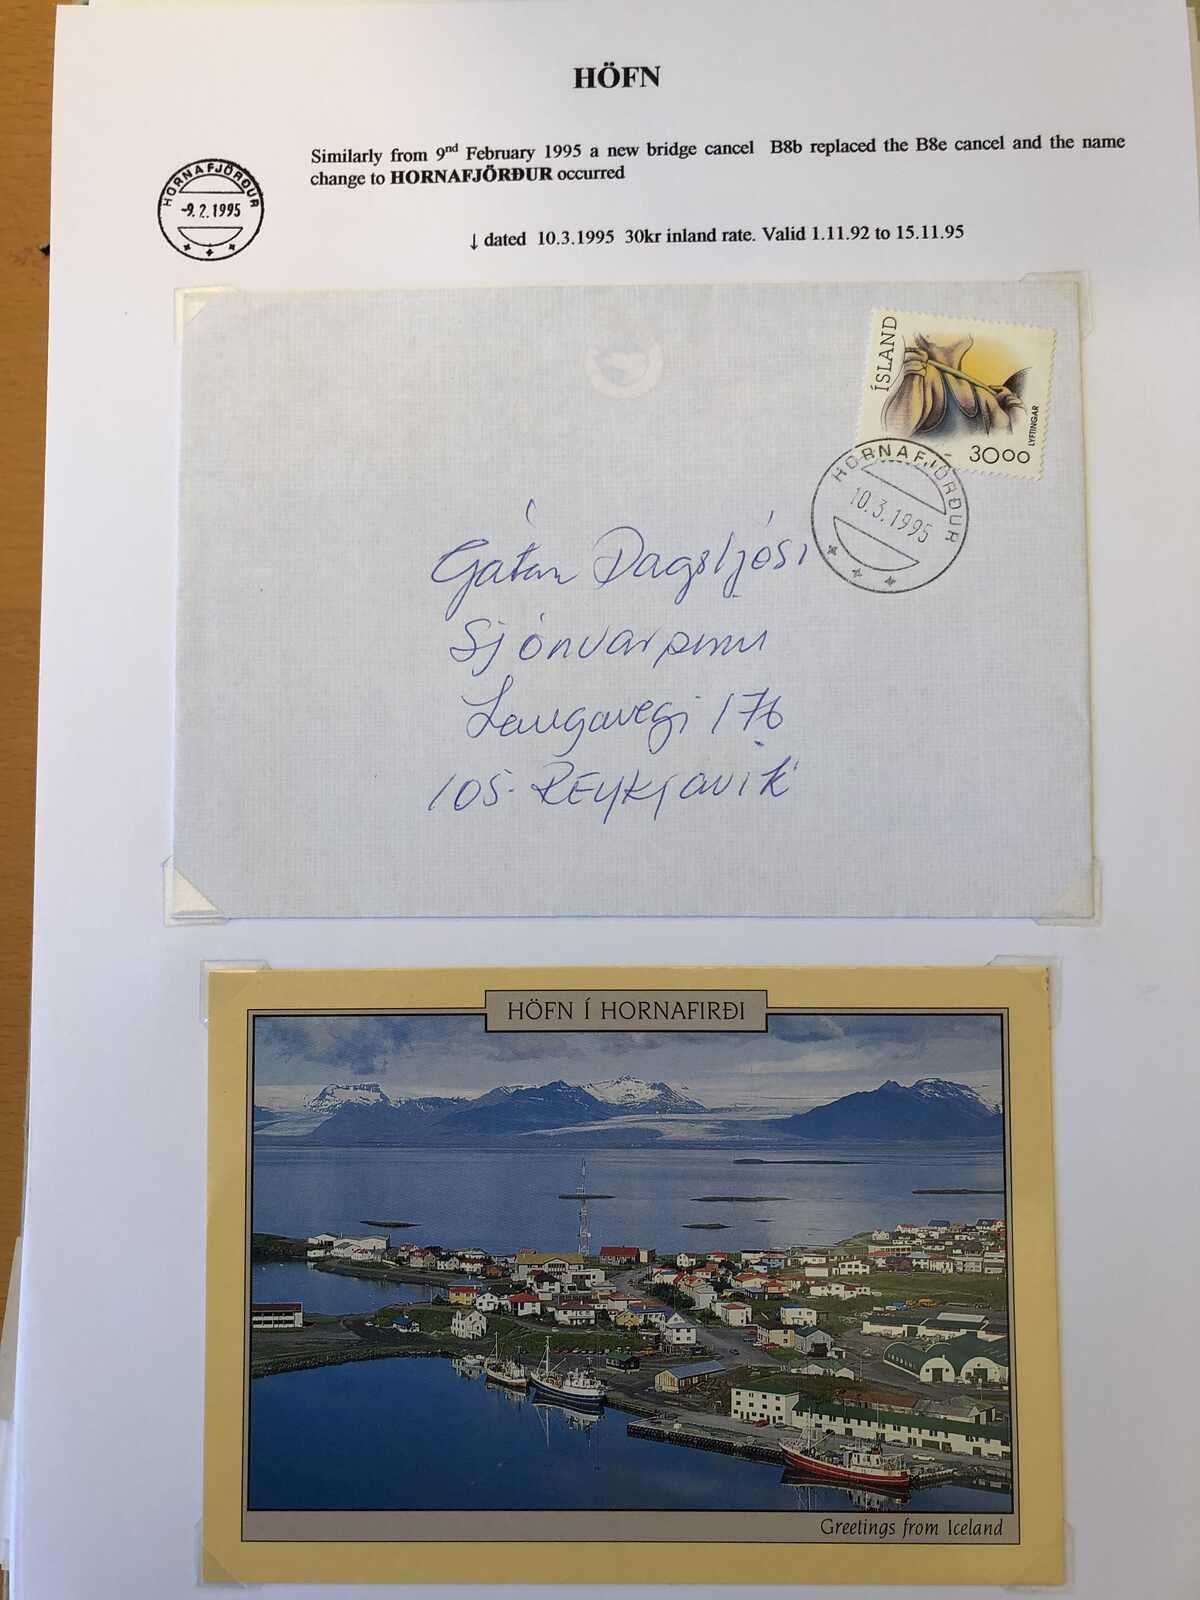 HÖFN
Similarly from 9nd February 1995 a new bridge cancel B8b replaced the B8e cancel and the name
change to HORNAFJÖRÐUR occurred
HORNAFJÖRÐUR
-9.2.1995
↓ dated 10.3.1995 30kr inland rate. Valid 1.11.92 to 15.11.95
ÍSLAND
LYFTINGAR
3000
HORNAFJÖRÐUR
10.3.1995
Gátan Dagsljósi
Sjónvarpinu
Laugavegi 176
105- REYKJAVIK
HÖFN Í HORNAFIRÐI
Greetings from Iceland